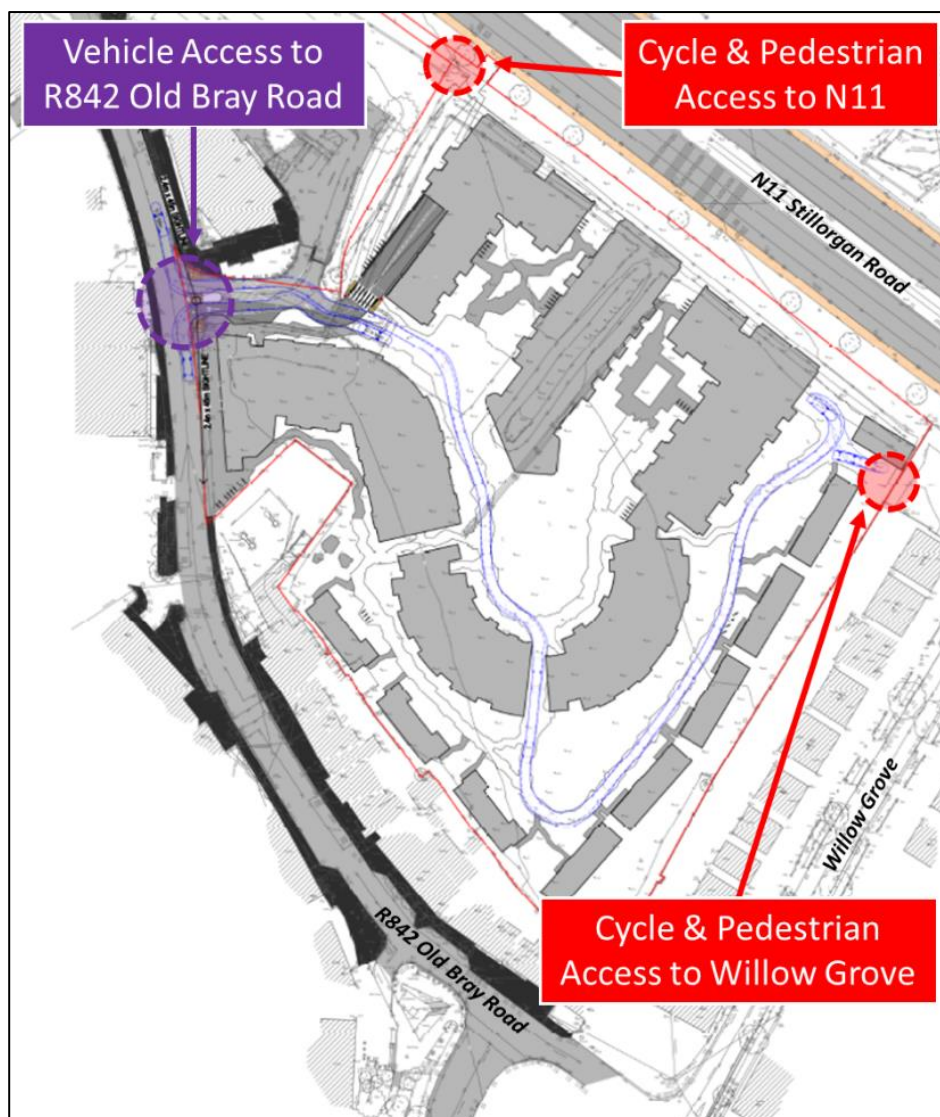 Vehicle Access to
R842 Old Bray Road
Cycle & Pedestrian
Access to N11
N11 Stillorgan Road
Willow Grove
Cycle & Pedestrian
Access to Willow Grove
R842 Old Bray Road